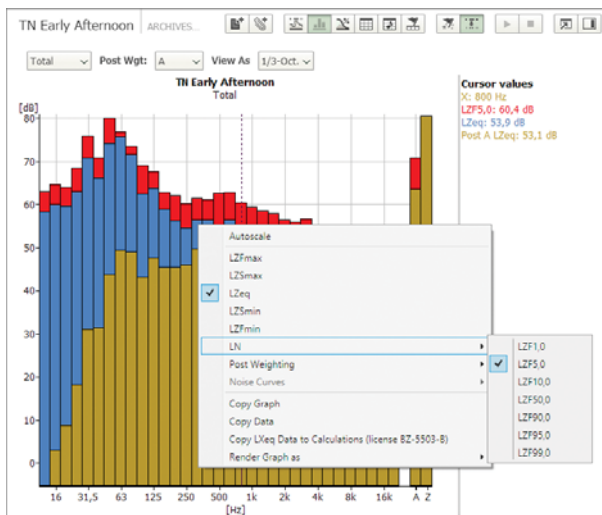 TN Early Afternoon ARCHIVES...
Total Post Wgt: A View As 1/3-Oct.
TN Early Afternoon
Total
[dB]
Cursor values
X: 800 Hz
LZF5,0: 60,4 dB
LZeq: 53,9 dB
Post A LZeq: 53,1 dB
80
70
60
50
40
30
20
10
0
Autoscale
LZFmax
LZSmax
LZeq
LZSmin
LZFmin
LN
Post Weighting
Noise Curves
Copy Graph
Copy Data
Copy LXeq Data to Calculations (license BZ-5503-B)
Render Graph as
LZF1,0
LZF5,0
LZF10,0
LZF50,0
LZF90,0
LZF95,0
LZF99,0
16 31,5 63 125 250 500 1k 2k 4k 8k 16k A Z
[Hz]